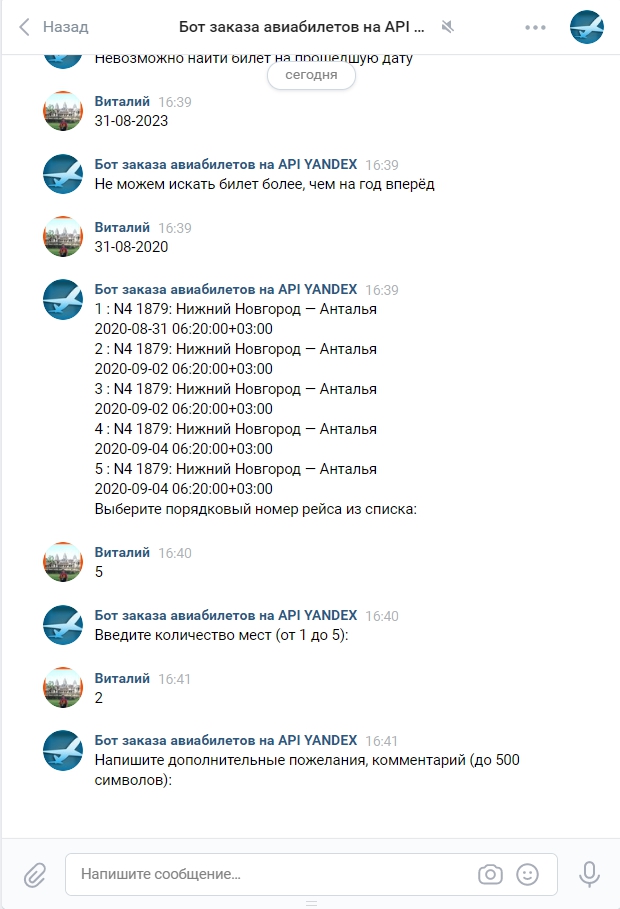 Назад
Бот заказа авиабилетов на API ...
Невозможно найти билет на прошедшую дату
сегодня
Виталий 16:39
31-08-2023
Бот заказа авиабилетов на API YANDEX 16:39
Не можем искать билет более, чем на год вперёд
Виталий 16:39
31-08-2020
Бот заказа авиабилетов на API YANDEX 16:39
1 : N4 1879: Нижний Новгород — Анталья
2020-08-31 06:20:00+03:00
2 : N4 1879: Нижний Новгород — Анталья
2020-09-02 06:20:00+03:00
3 : N4 1879: Нижний Новгород — Анталья
2020-09-02 06:20:00+03:00
4 : N4 1879: Нижний Новгород — Анталья
2020-09-04 06:20:00+03:00
5 : N4 1879: Нижний Новгород — Анталья
2020-09-04 06:20:00+03:00
Выберите порядковый номер рейса из списка:
Виталий 16:40
5
Бот заказа авиабилетов на API YANDEX 16:40
Введите количество мест (от 1 до 5):
Виталий 16:41
2
Бот заказа авиабилетов на API YANDEX 16:41
Напишите дополнительные пожелания, комментарий (до 500
символов):
Напишите сообщение...